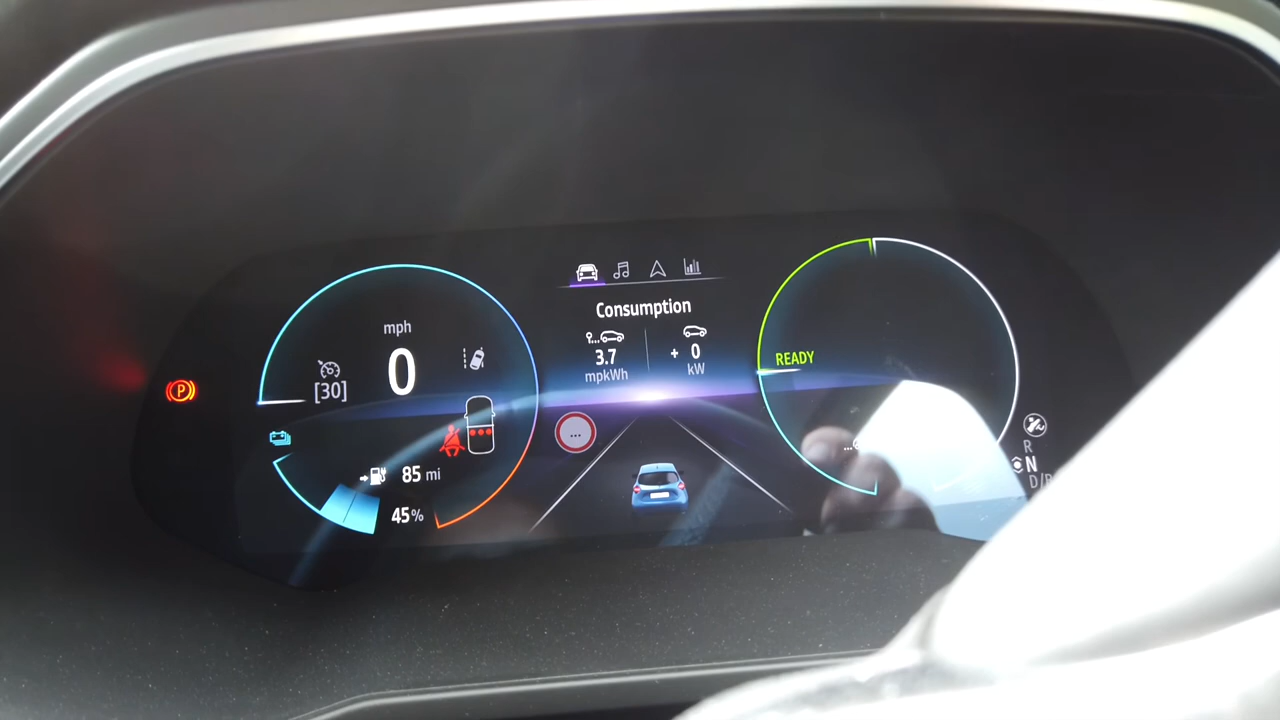 mph
0
[30]
85 mi
45%
P
Consumption
3.7
mpkWh
+ 0
kW
...
READY
...
R
N
D/B